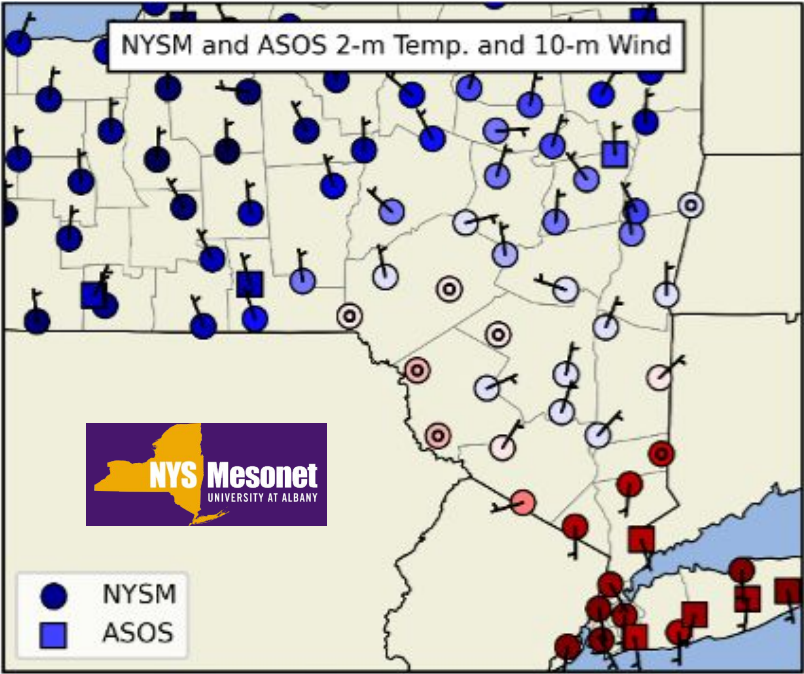 NYSM and ASOS 2-m Temp. and 10-m Wind
NYS Mesonet
UNIVERSITY AT ALBANY
NYSM
ASOS